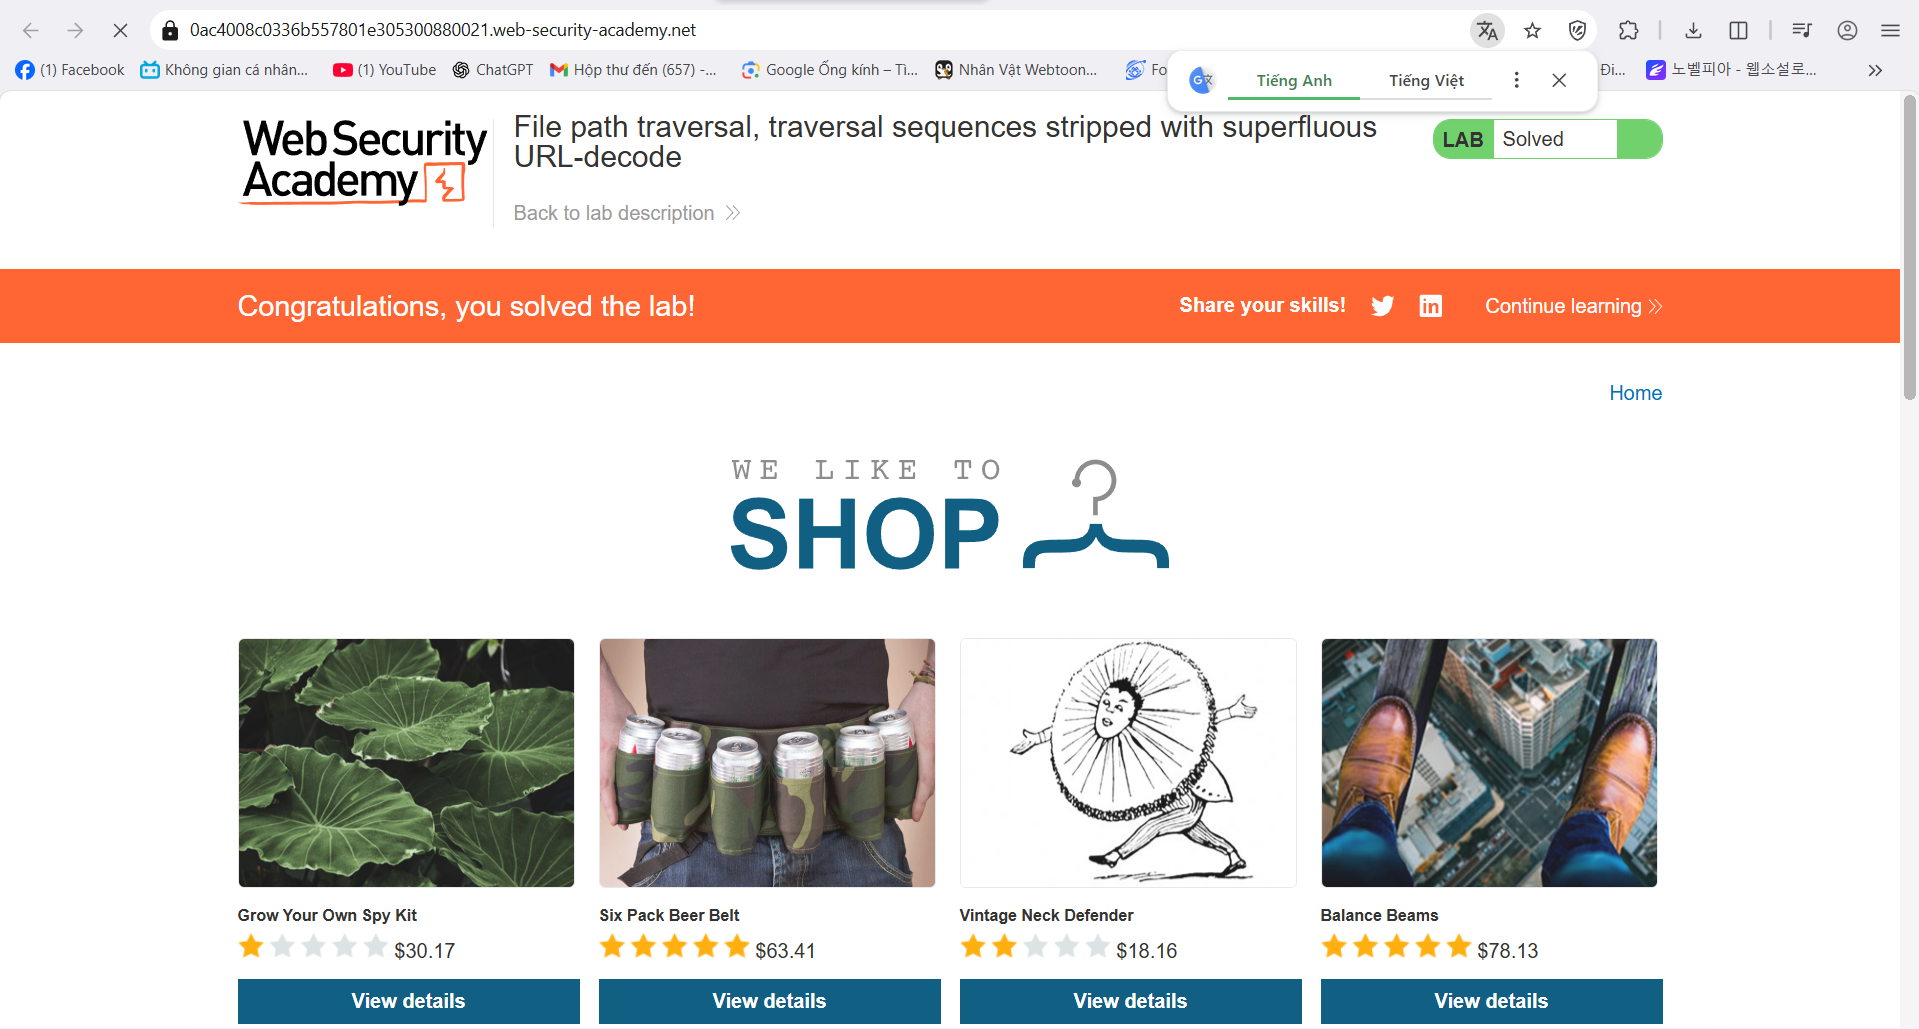 0ac4008c0336b557801e305300880021.web-security-academy.net
(1) Facebook Không gian cá nhân... (1) YouTube ChatGPT Hộp thư đến (657) -... Google Ống kính – Tì... Nhân Vật Webtoon... Fo Đi... 노벨피아 - 웹소설로...
Tiếng Anh Tiếng Việt
Web Security
Academy
File path traversal, traversal sequences stripped with superfluous
URL-decode
LAB Solved
Back to lab description
Congratulations, you solved the lab!
Share your skills! Continue learning
Home
WE LIKE TO
SHOP
Grow Your Own Spy Kit
$30.17
View details
Six Pack Beer Belt
$63.41
View details
Vintage Neck Defender
$18.16
View details
Balance Beams
$78.13
View details